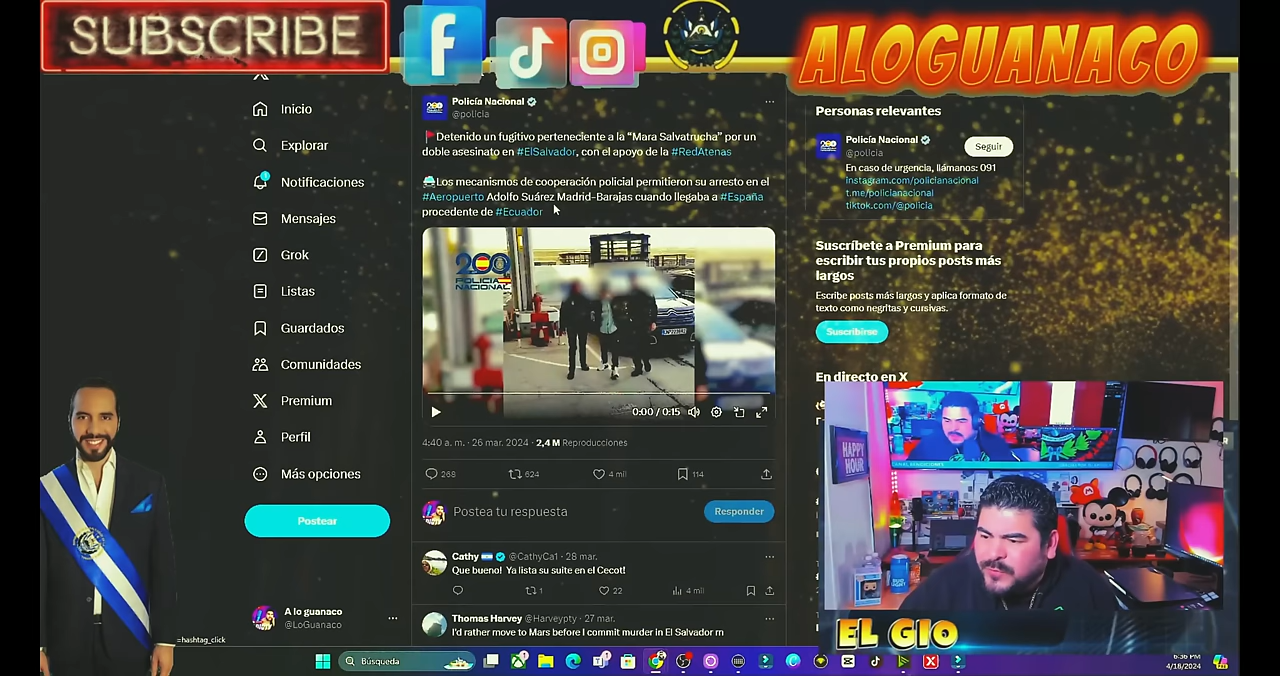 SUBSCRIBE
ALOGUANACO
Inicio
Explorar
Notificaciones
Mensajes
Grok
Listas
Guardados
Comunidades
Premium
Perfil
Más opciones
Postear
A lo guanaco
@LoGuanaco
=hashtag_click
Policía Nacional
@policia
Detenido un fugitivo perteneciente a la "Mara Salvatrucha" por un
doble asesinato en #ElSalvador, con el apoyo de la #RedAtenas
Los mecanismos de cooperación policial permitieron su arresto en el
#Aeropuerto Adolfo Suárez Madrid-Barajas cuando llegaba a #España
procedente de #Ecuador
200
POLICÍA
NACIONAL
0:00 / 0:15
4:40 a. m. · 26 mar. 2024 · 2,4 M Reproducciones
268 624 4 mil 114
Postea tu respuesta
Responder
Cathy @CathyCa1 · 28 mar.
Que bueno! Ya lista su suite en el Cecot!
1 22 4 mil
Thomas Harvey @Harveypty · 27 mar.
I'd rather move to Mars before I commit murder in El Salvador rn
Personas relevantes
Policía Nacional
@policia
Seguir
En caso de urgencia, llámanos: 091
instagram.com/policianacional
t.me/policianacional
tiktok.com/@policia
Suscríbete a Premium para
escribir tus propios posts más
largos
Escribe posts más largos y aplica formato de
texto como negritas y cursivas.
Suscribirse
En directo en X
HAPPY
HOUR
EL GIO
Búsqueda
6:36 PM
4/18/2024